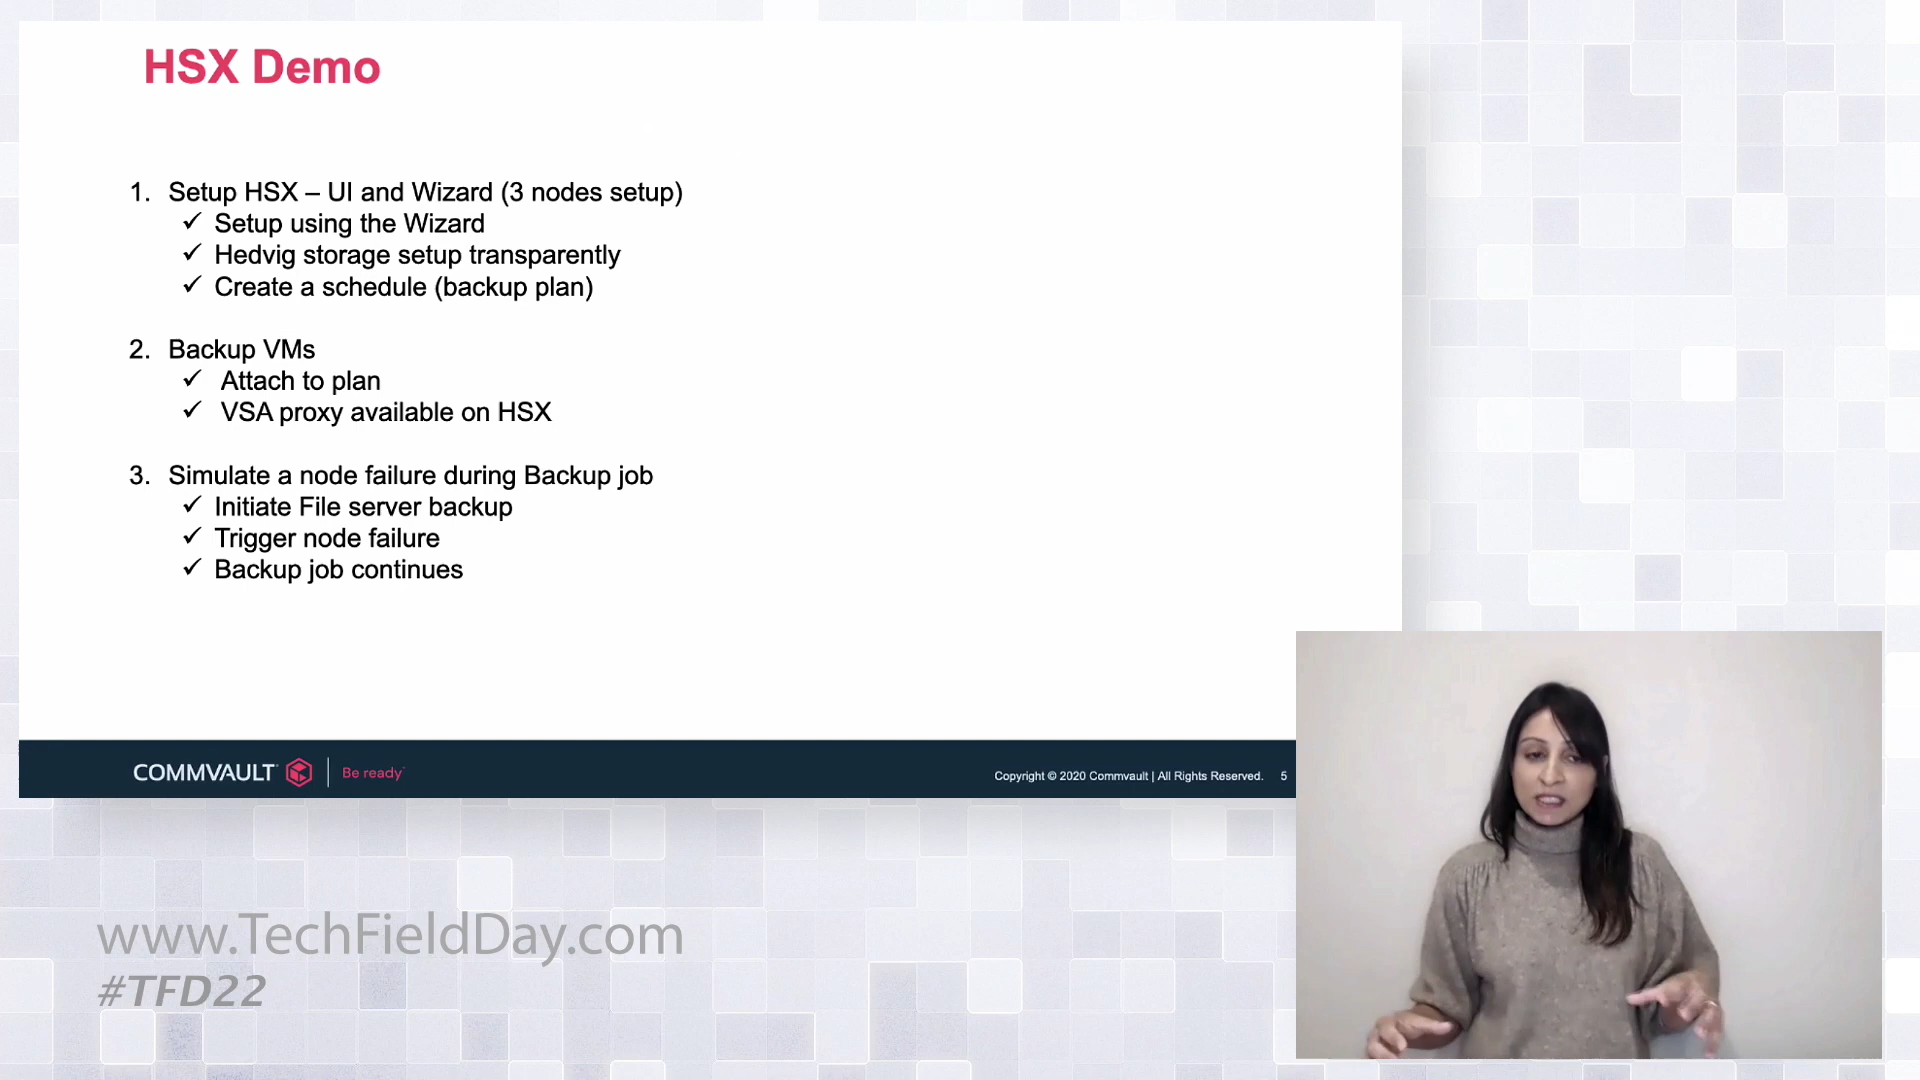 HSX Demo
1. Setup HSX – UI and Wizard (3 nodes setup)
✓ Setup using the Wizard
✓ Hedvig storage setup transparently
✓ Create a schedule (backup plan)
2. Backup VMs
✓ Attach to plan
✓ VSA proxy available on HSX
3. Simulate a node failure during Backup job
✓ Initiate File server backup
✓ Trigger node failure
✓ Backup job continues
COMMVAULT Be ready
Copyright © 2020 Commvault | All Rights Reserved. 5
www.TechFieldDay.com
#TFD22